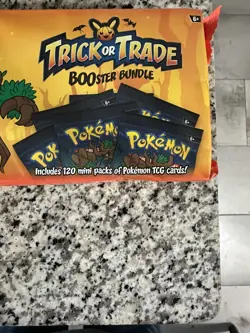 6+
TRICK OR TRADE
BOOSTER BUNDLE
POKéMON
POKéMON
Includes 120 mini packs of Pokémon TCG cards!